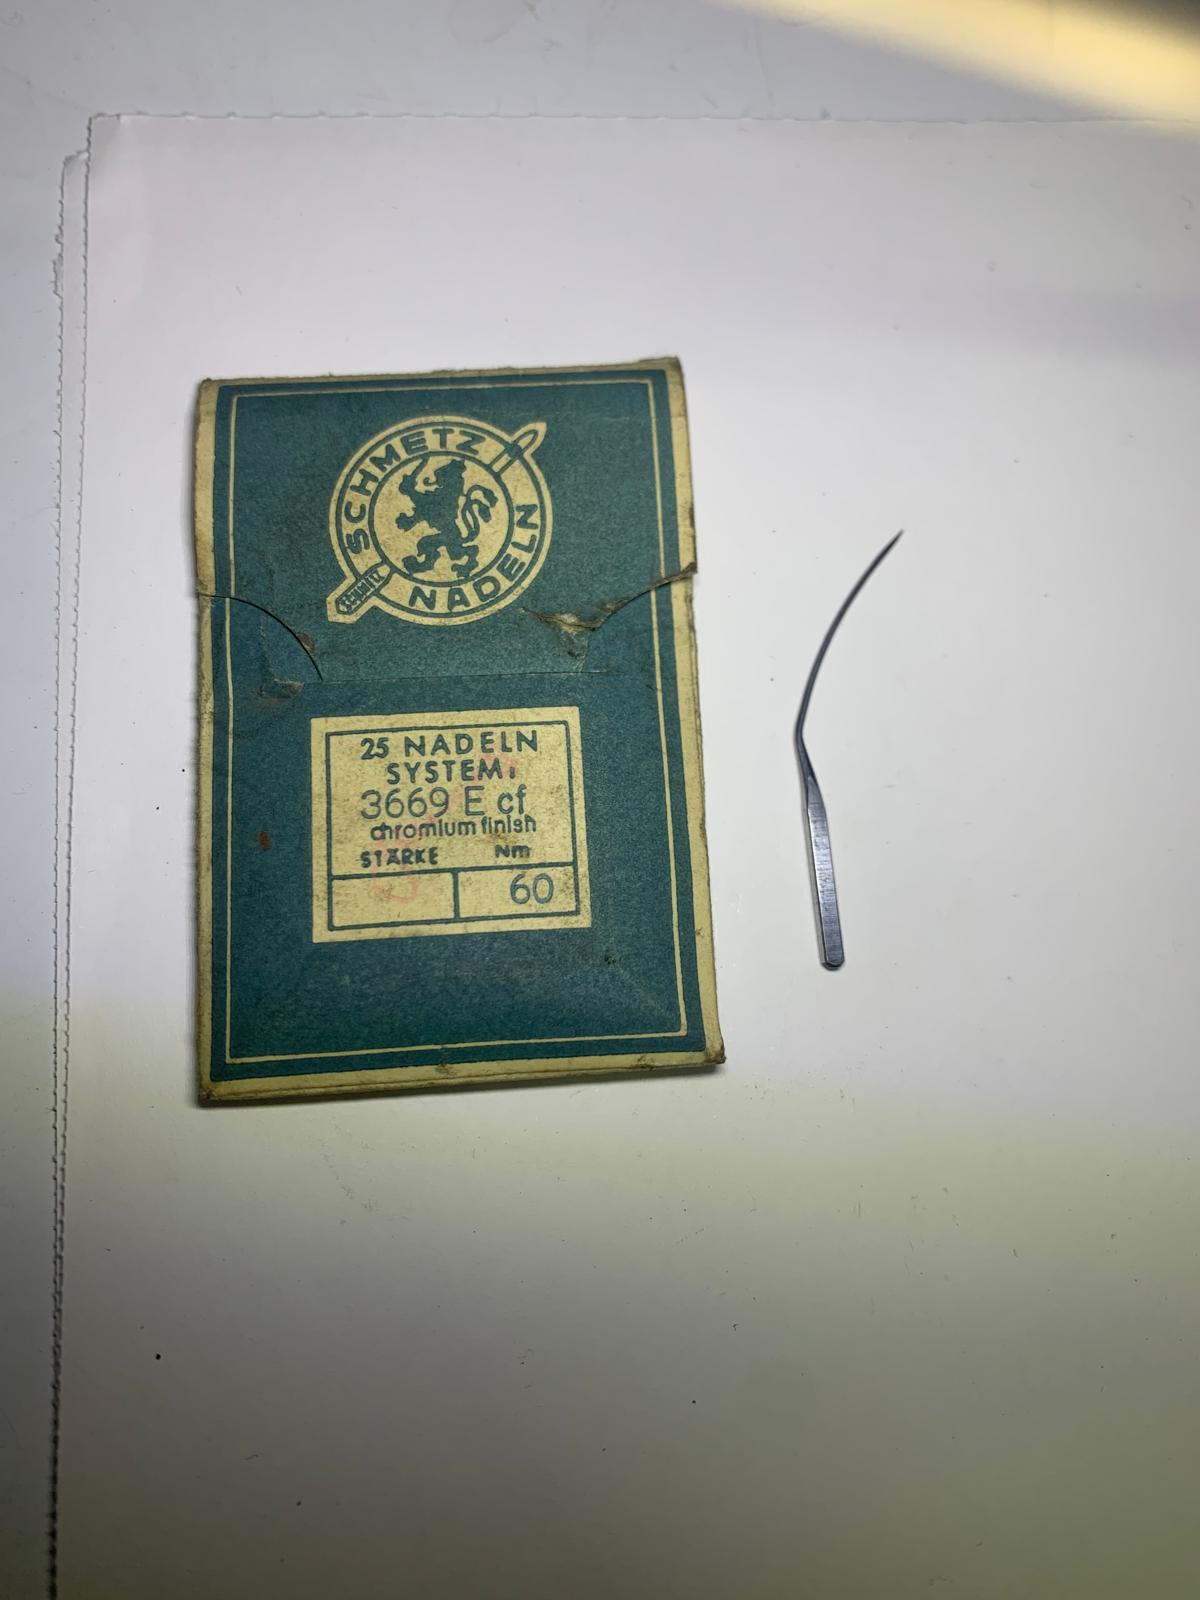 SCHMETZ
NADELN
25 NADELN
SYSTEM:
3669 E cf
chromium finish
STÄRKE Nm
60